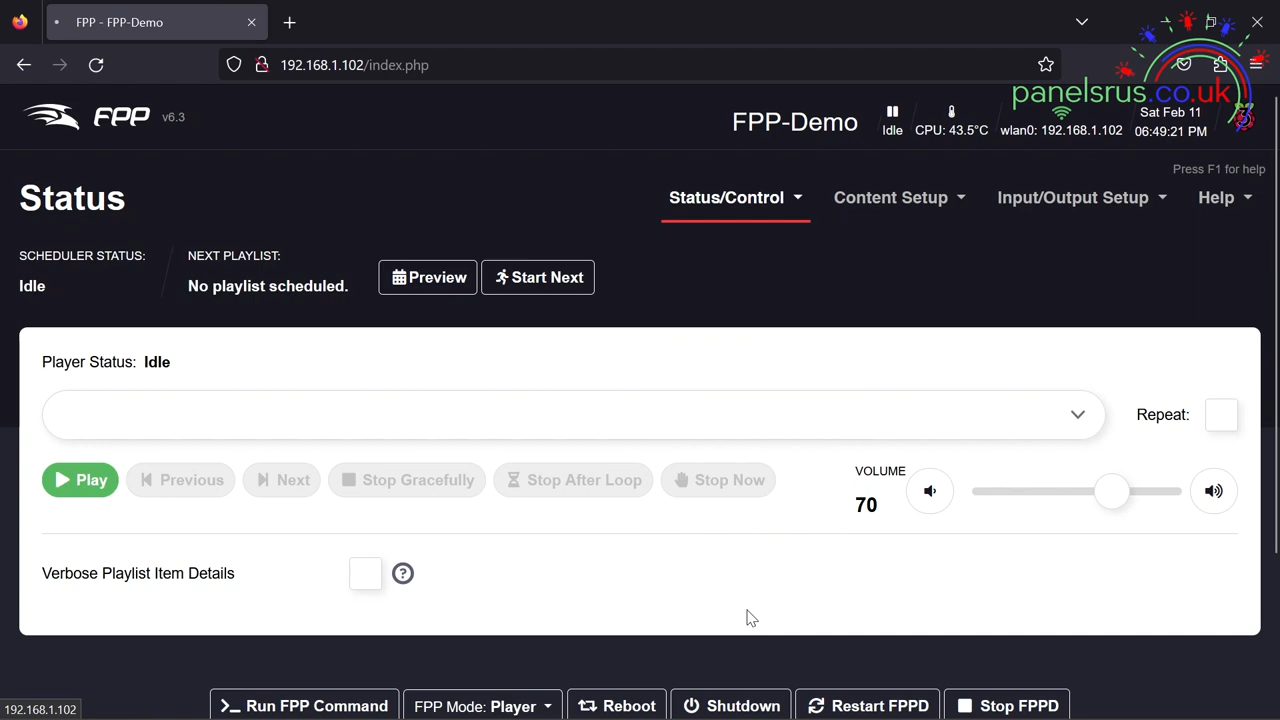 FPP - FPP-Demo
192.168.1.102/index.php
panelsrus.co.uk
FPP v6.3
FPP-Demo
Idle
CPU: 43.5°C
wlan0: 192.168.1.102
Sat Feb 11
06:49:21 PM
Press F1 for help
Status
Status/Control
Content Setup
Input/Output Setup
Help
SCHEDULER STATUS:
Idle
NEXT PLAYLIST:
No playlist scheduled.
Preview
Start Next
Player Status: Idle
Repeat:
Play
Previous
Next
Stop Gracefully
Stop After Loop
Stop Now
VOLUME
70
Verbose Playlist Item Details
?
Run FPP Command
FPP Mode: Player
Reboot
Shutdown
Restart FPPD
Stop FPPD
192.168.1.102